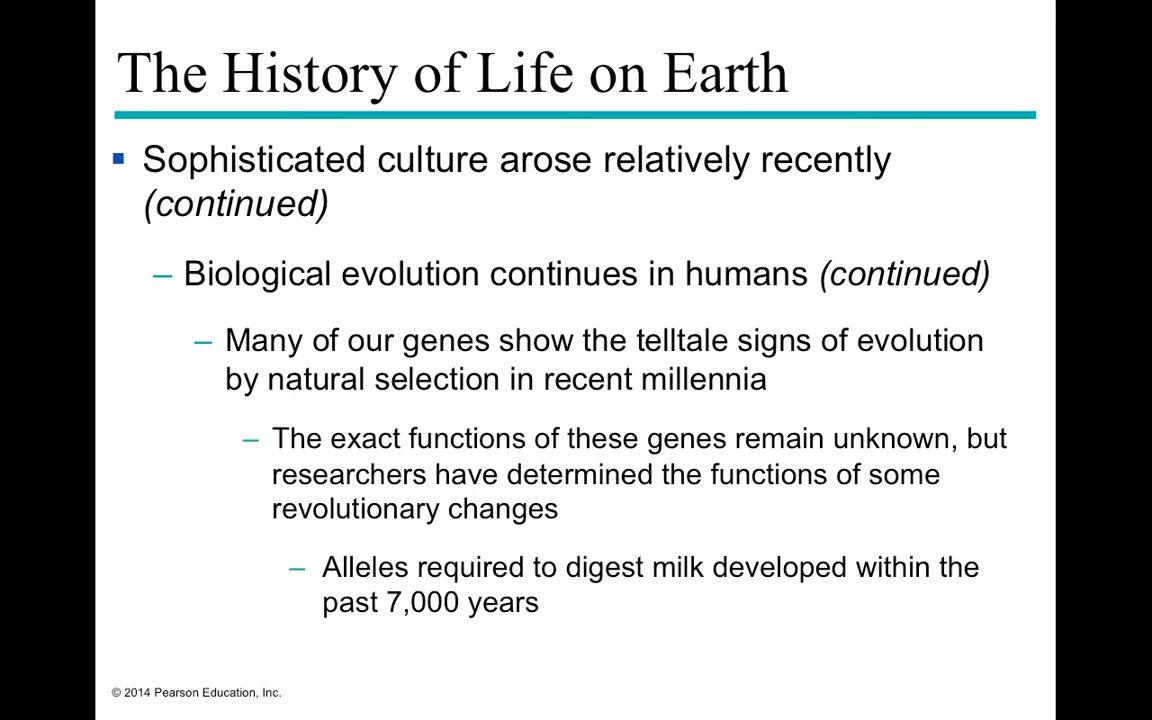 The History of Life on Earth
▪ Sophisticated culture arose relatively recently
(continued)
– Biological evolution continues in humans (continued)
– Many of our genes show the telltale signs of evolution
by natural selection in recent millennia
– The exact functions of these genes remain unknown, but
researchers have determined the functions of some
revolutionary changes
– Alleles required to digest milk developed within the
past 7,000 years
© 2014 Pearson Education, Inc.